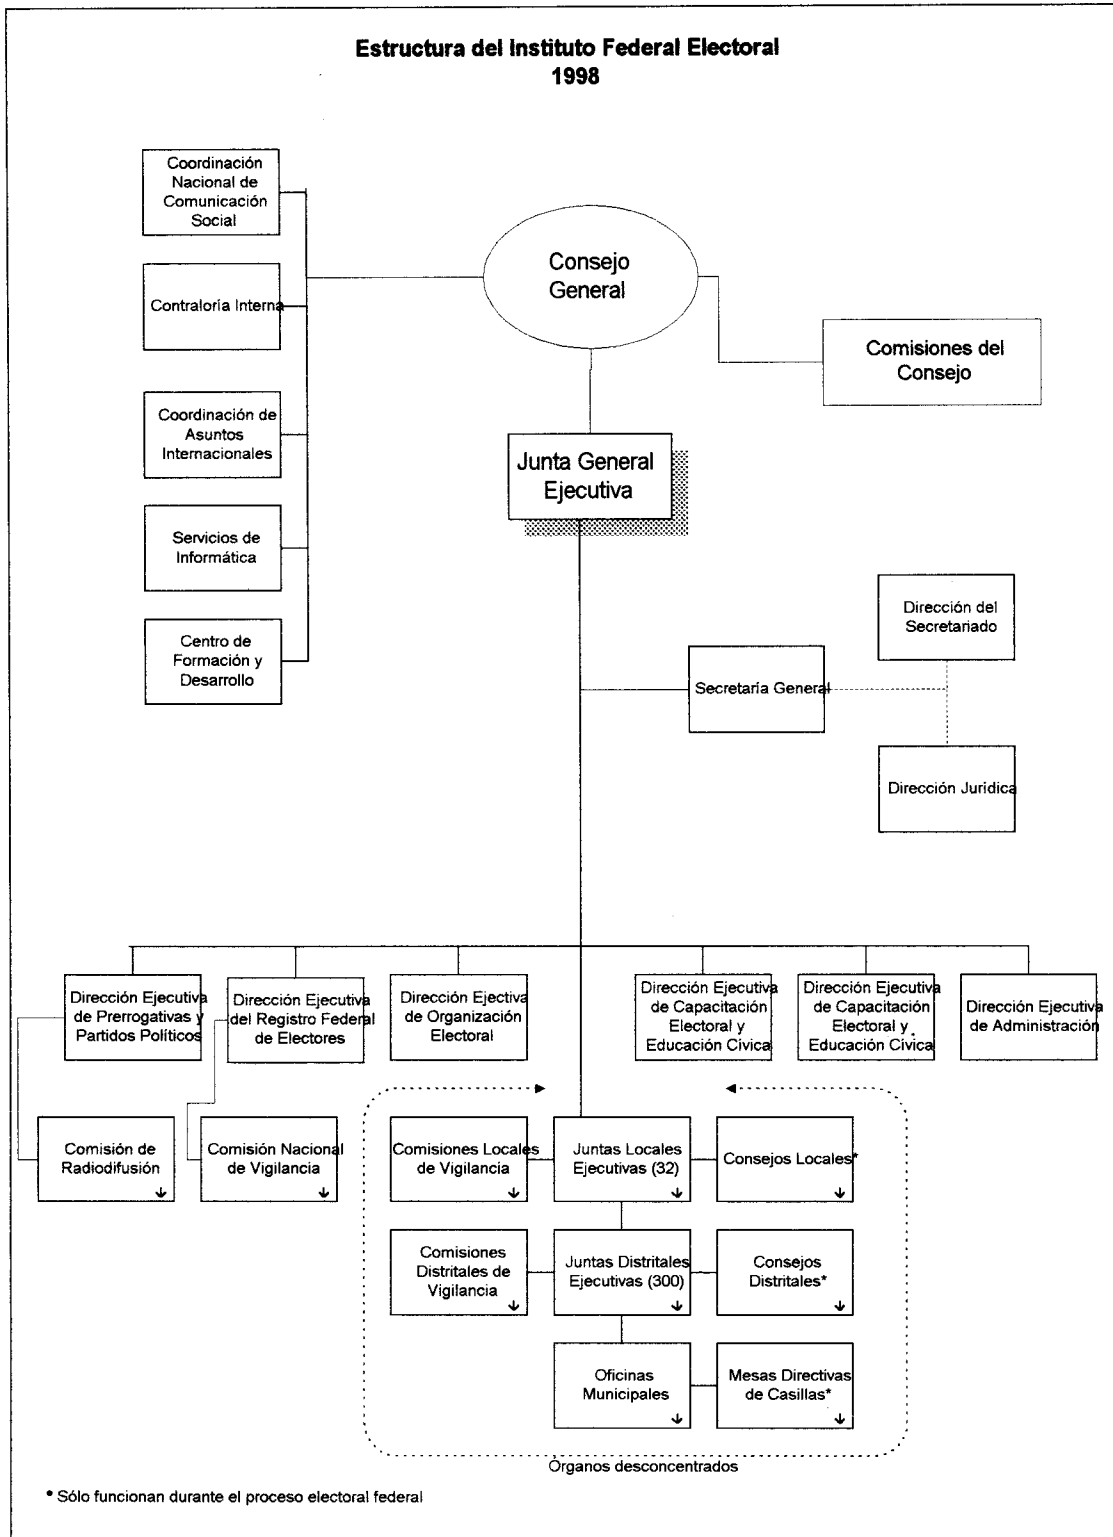 Estructura del Instituto Federal Electoral
1998
Coordinación
Nacional de
Comunicación
Social
Contraloría Interna
Coordinación de
Asuntos
Internacionales
Servicios de
Informática
Centro de
Formación y
Desarrollo
Consejo
General
Comisiones del
Consejo
Junta General
Ejecutiva
Dirección del
Secretariado
Secretaría General
Dirección Jurídica
Dirección Ejecutiva
de Prerrogativas y
Partidos Políticos
Dirección Ejecutiva
del Registro Federal
de Electores
Dirección Ejectiva
de Organización
Electoral
Dirección Ejecutiva
de Capacitación
Electoral y
Educación Cívica
Dirección Ejecutiva
de Capacitación
Electoral y
Educación Cívica
Dirección Ejecutiva
de Administración
Comisión de
Radiodifusión
Comisión Nacional
de Vigilancia
Comisiones Locales
de Vigilancia
Juntas Locales
Ejecutivas (32)
Consejos Locales*
Comisiones
Distritales de
Vigilancia
Juntas Distritales
Ejecutivas (300)
Consejos
Distritales*
Oficinas
Municipales
Mesas Directivas
de Casillas*
Órganos desconcentrados
* Sólo funcionan durante el proceso electoral federal